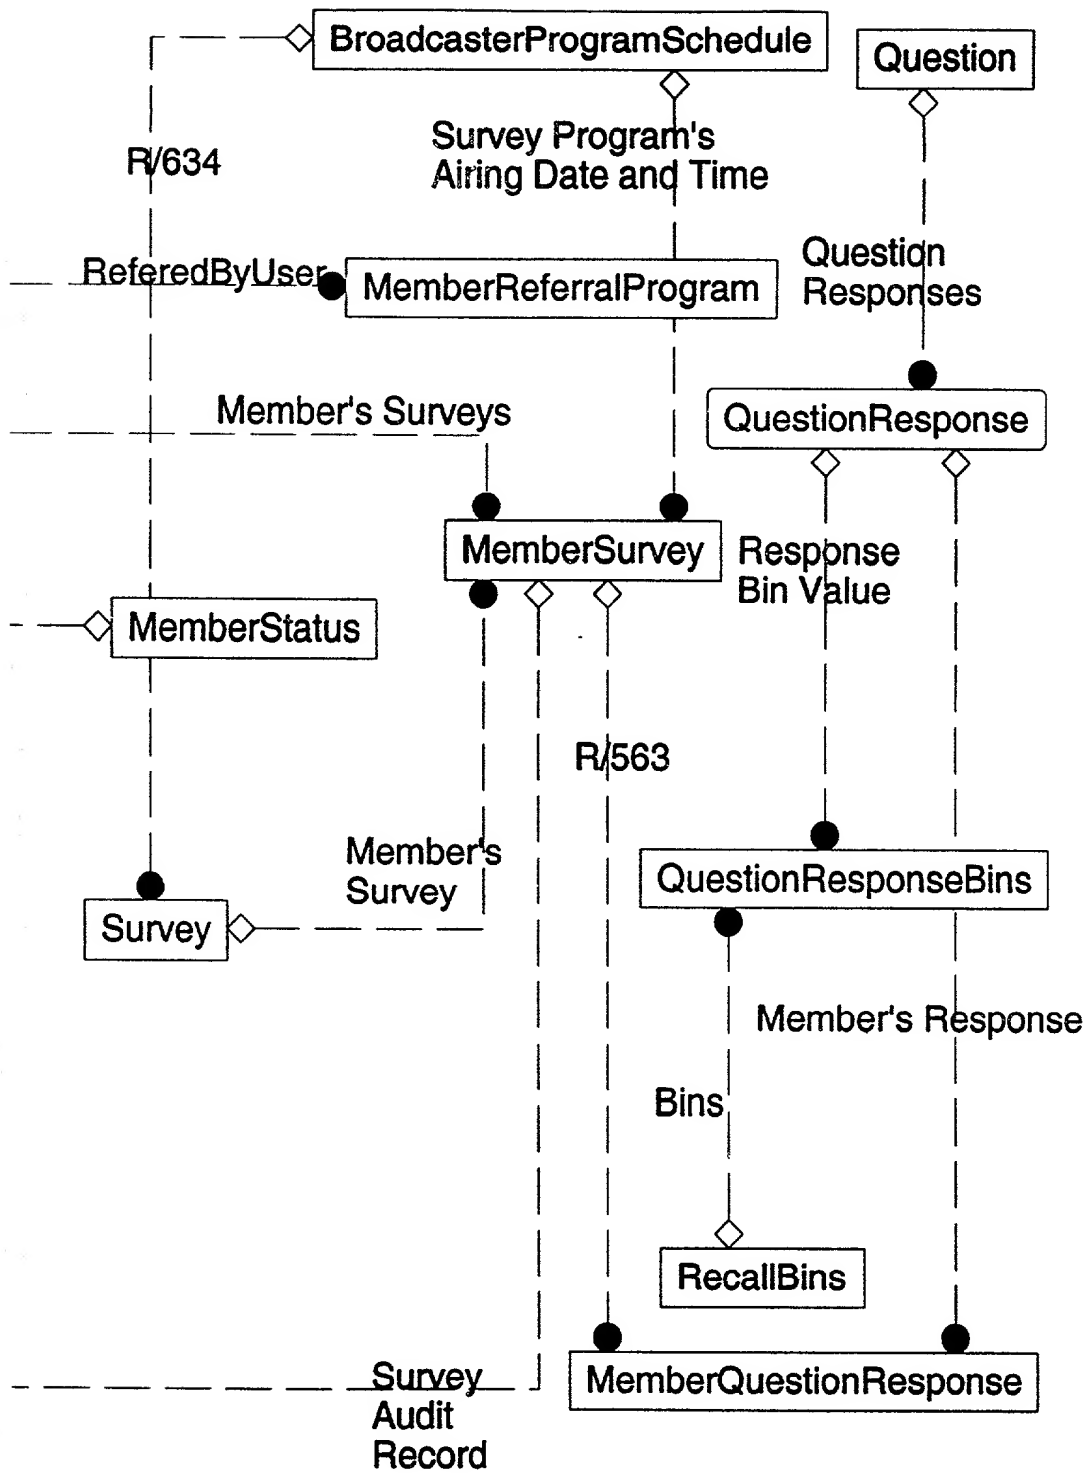 BroadcasterProgramSchedule
Question
R/634
Survey Program's
Airing Date and Time
Question
Responses
ReferedByUser
MemberReferralProgram
Member's Surveys
QuestionResponse
MemberSurvey
Response
Bin Value
MemberStatus
R/563
Member's
Survey
QuestionResponseBins
Survey
Member's Response
Bins
RecallBins
MemberQuestionResponse
Survey
Audit
Record